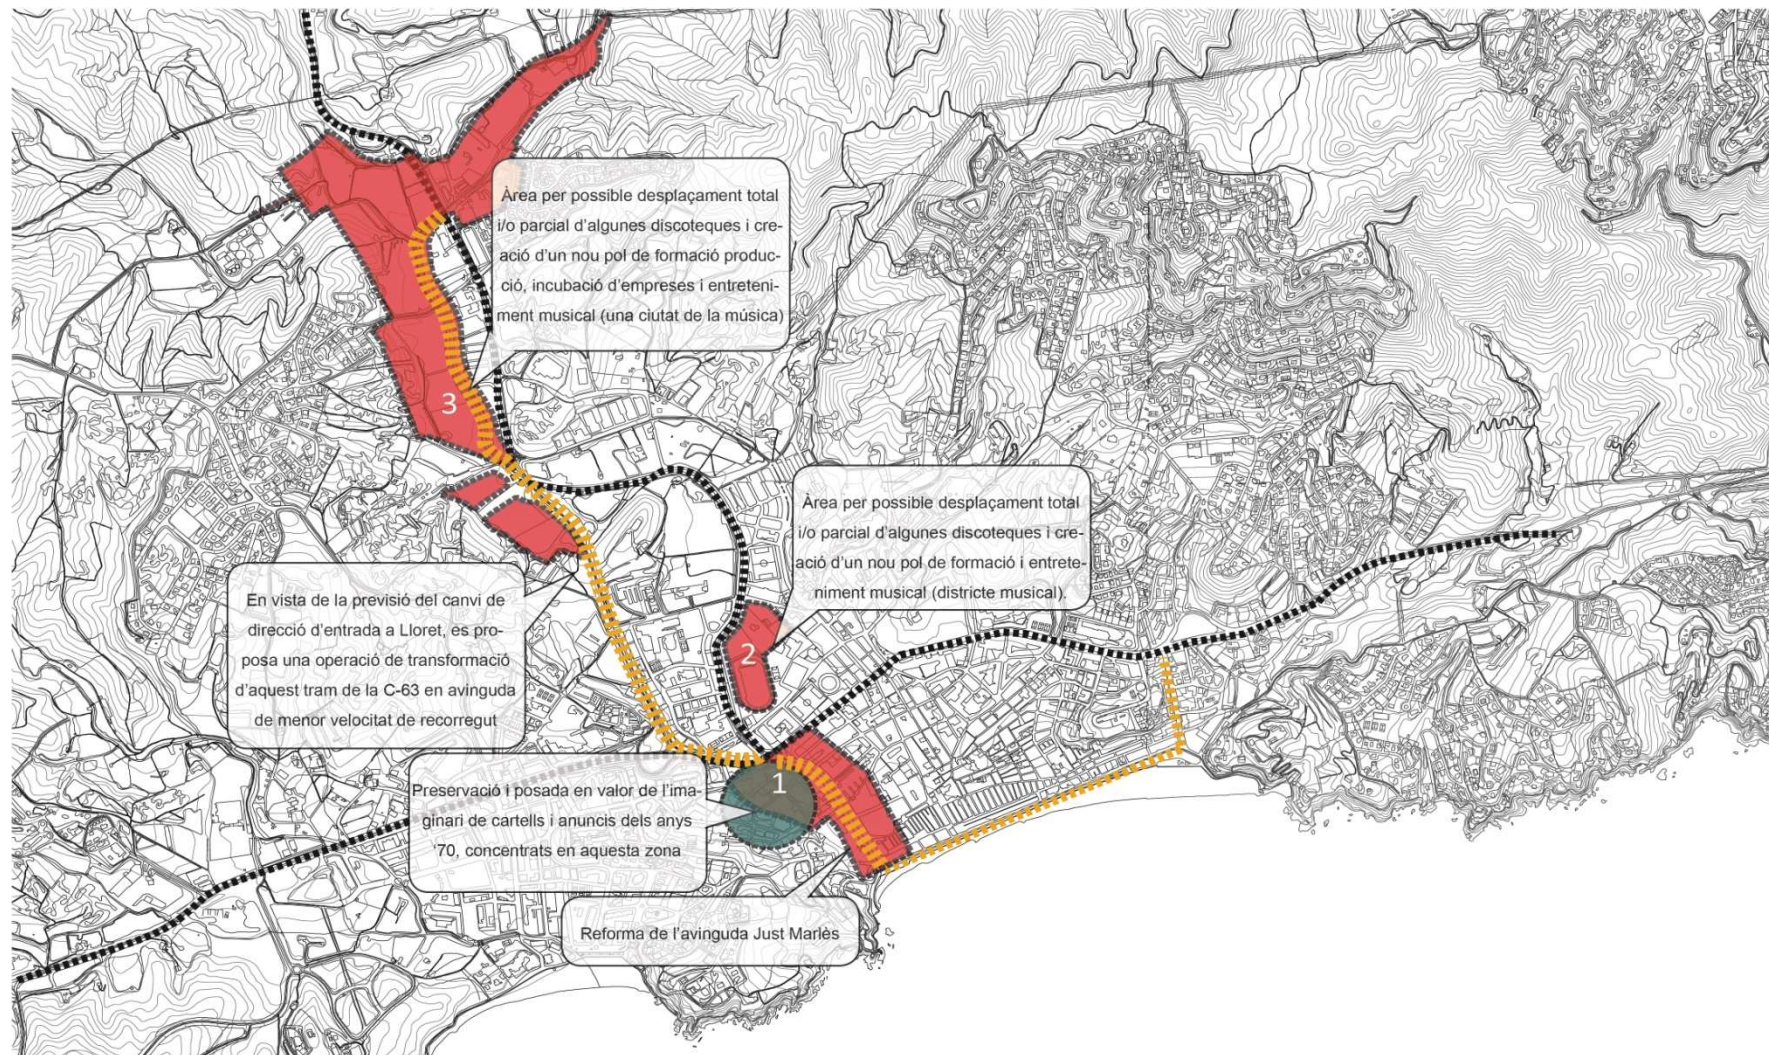 Àrea per possible desplaçament total
i/o parcial d'algunes discoteques i cre-
ació d'un nou pol de formació produc-
ció, incubació d'empreses i entreteni-
ment musical (una ciutat de la música)
3
Àrea per possible desplaçament total
i/o parcial d'algunes discoteques i cre-
ació d'un nou pol de formació i entrete-
niment musical (districte musical).
En vista de la previsió del canvi de
direcció d'entrada a Lloret, es pro-
posa una operació de transformació
d'aquest tram de la C-63 en avinguda
de menor velocitat de recorregut
2
1
Preservació i posada en valor de l'ima-
ginari de cartells i anuncis dels anys
'70, concentrats en aquesta zona
Reforma de l'avinguda Just Marlès